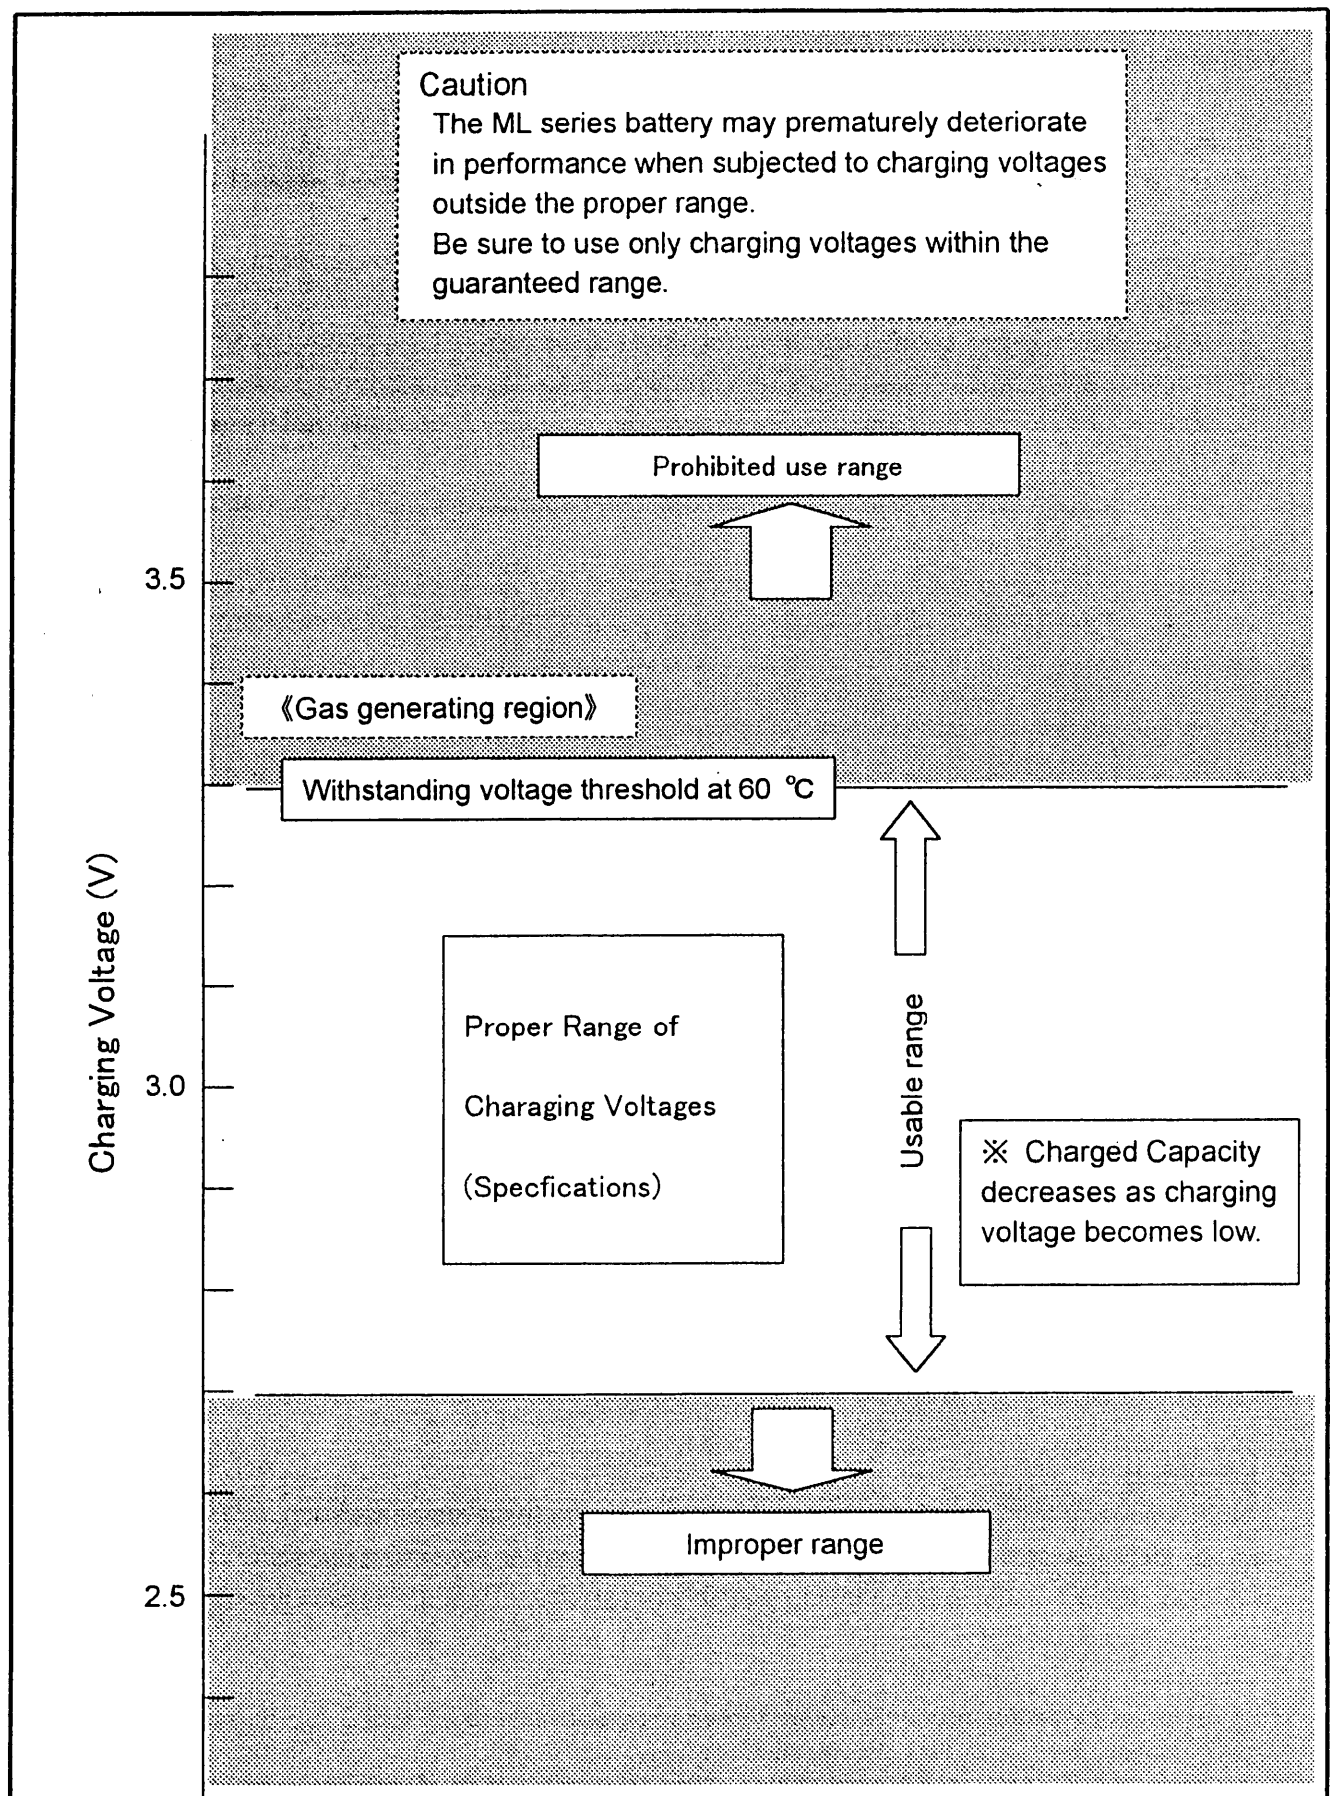 Caution
The ML series battery may prematurely deteriorate
in performance when subjected to charging voltages
outside the proper range.
Be sure to use only charging voltages within the
guaranteed range.
Prohibited use range
3.5
《Gas generating region》
Withstanding voltage threshold at 60 ℃
Charging Voltage (V)
Proper Range of
Charaging Voltages
(Specfications)
Usable range
3.0
※ Charged Capacity
decreases as charging
voltage becomes low.
Improper range
2.5